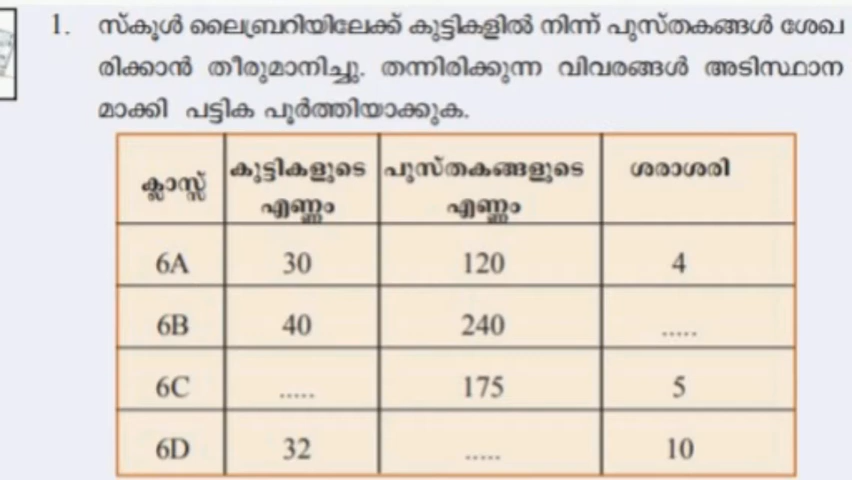 1. സ്കൂൾ ലൈബ്രറിയിലേക്ക് കുട്ടികളിൽ നിന്ന് പുസ്തകങ്ങൾ ശേഖ
രിക്കാൻ തീരുമാനിച്ചു. തന്നിരിക്കുന്ന വിവരങ്ങൾ അടിസ്ഥാന
മാക്കി പട്ടിക പൂർത്തിയാക്കുക.
ക്ലാസ്സ് കുട്ടികളുടെ എണ്ണം പുസ്തകങ്ങളുടെ എണ്ണം ശരാശരി
6A 30 120 4
6B 40 240 .....
6C ..... 175 5
6D 32 ..... 10